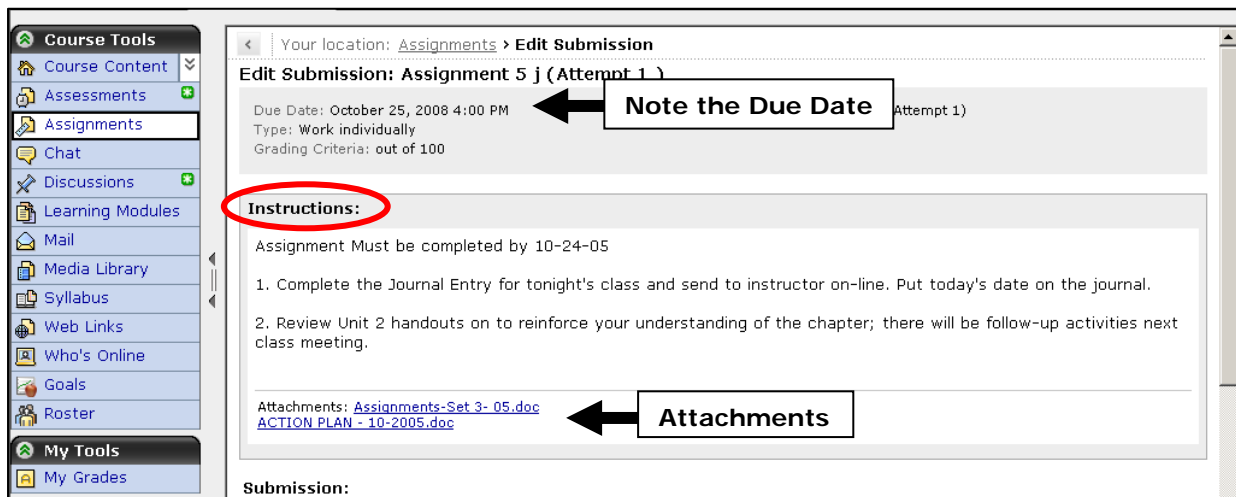 Course Tools
Course Content
Assessments
Assignments
Chat
Discussions
Learning Modules
Mail
Media Library
Syllabus
Web Links
Who's Online
Goals
Roster
My Tools
My Grades
Your location: Assignments › Edit Submission
Edit Submission: Assignment 5 j (Attempt 1 )
Due Date: October 25, 2008 4:00 PM
Note the Due Date
Attempt 1)
Type: Work individually
Grading Criteria: out of 100
Instructions:
Assignment Must be completed by 10-24-05
1. Complete the Journal Entry for tonight's class and send to instructor on-line. Put today's date on the journal.
2. Review Unit 2 handouts on to reinforce your understanding of the chapter; there will be follow-up activities next
class meeting.
Attachments: Assignments-Set 3- 05.doc
ACTION PLAN - 10-2005.doc
Attachments
Submission: